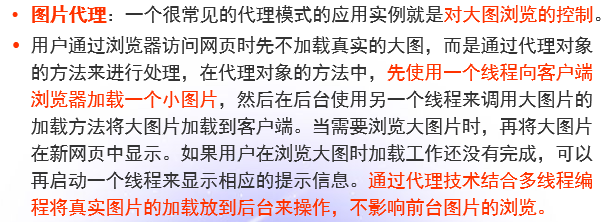 • 图片代理：一个很常见的代理模式的应用实例就是对大图浏览的控制。
• 用户通过浏览器访问网页时先不加载真实的大图，而是通过代理对象
的方法来进行处理，在代理对象的方法中，先使用一个线程向客户端
浏览器加载一个小图片，然后在后台使用另一个线程来调用大图片的
加载方法将大图片加载到客户端。当需要浏览大图片时，再将大图片
在新网页中显示。如果用户在浏览大图时加载工作还没有完成，可以
再启动一个线程来显示相应的提示信息。通过代理技术结合多线程编
程将真实图片的加载放到后台来操作，不影响前台图片的浏览。